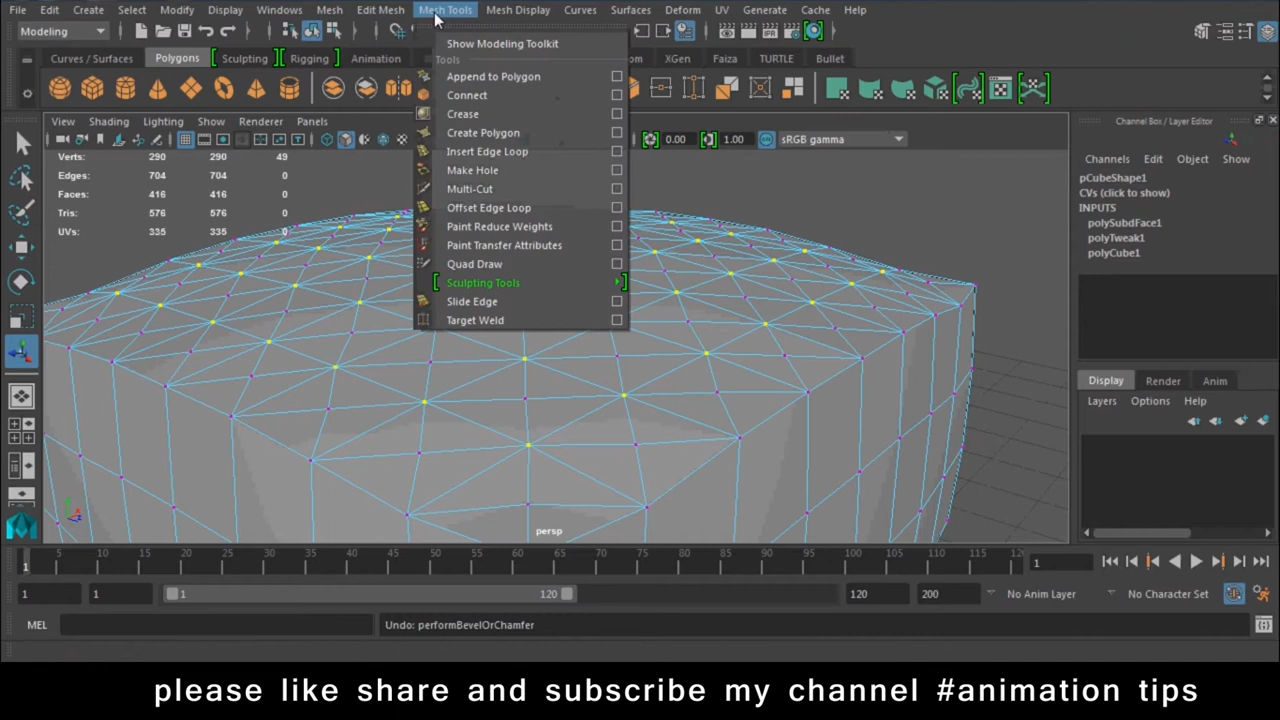 File Edit Create Select Modify Display Windows Mesh Edit Mesh Mesh Tools Mesh Display Curves Surfaces Deform UV Generate Cache Help
Modeling
Show Modeling Toolkit
Curves / Surfaces Polygons Sculpting Rigging Animation XGen Faiza TURTLE Bullet
Tools
Append to Polygon
Connect
Crease
Create Polygon
Insert Edge Loop
Make Hole
Multi-Cut
Offset Edge Loop
Paint Reduce Weights
Paint Transfer Attributes
Quad Draw
Sculpting Tools
Slide Edge
Target Weld
View Shading Lighting Show Renderer Panels
0.00 1.00 sRGB gamma
Verts: 290 290 49
Edges: 704 704 0
Faces: 416 416 0
Tris: 576 576 0
UVs: 335 335 0
persp
Channel Box / Layer Editor
Channels Edit Object Show
pCubeShape1
CVs (click to show)
INPUTS
polySubdFace1
polyTweak1
polyCube1
Display Render Anim
Layers Options Help
1 5 10 15 20 25 30 35 40 45 50 55 60 65 70 75 80 85 90 95 100 105 110 115 12 1
1 1 1 120 120 200 No Anim Layer No Character Set
MEL Undo: performBevelOrChamfer
please like share and subscribe my channel #animation tips